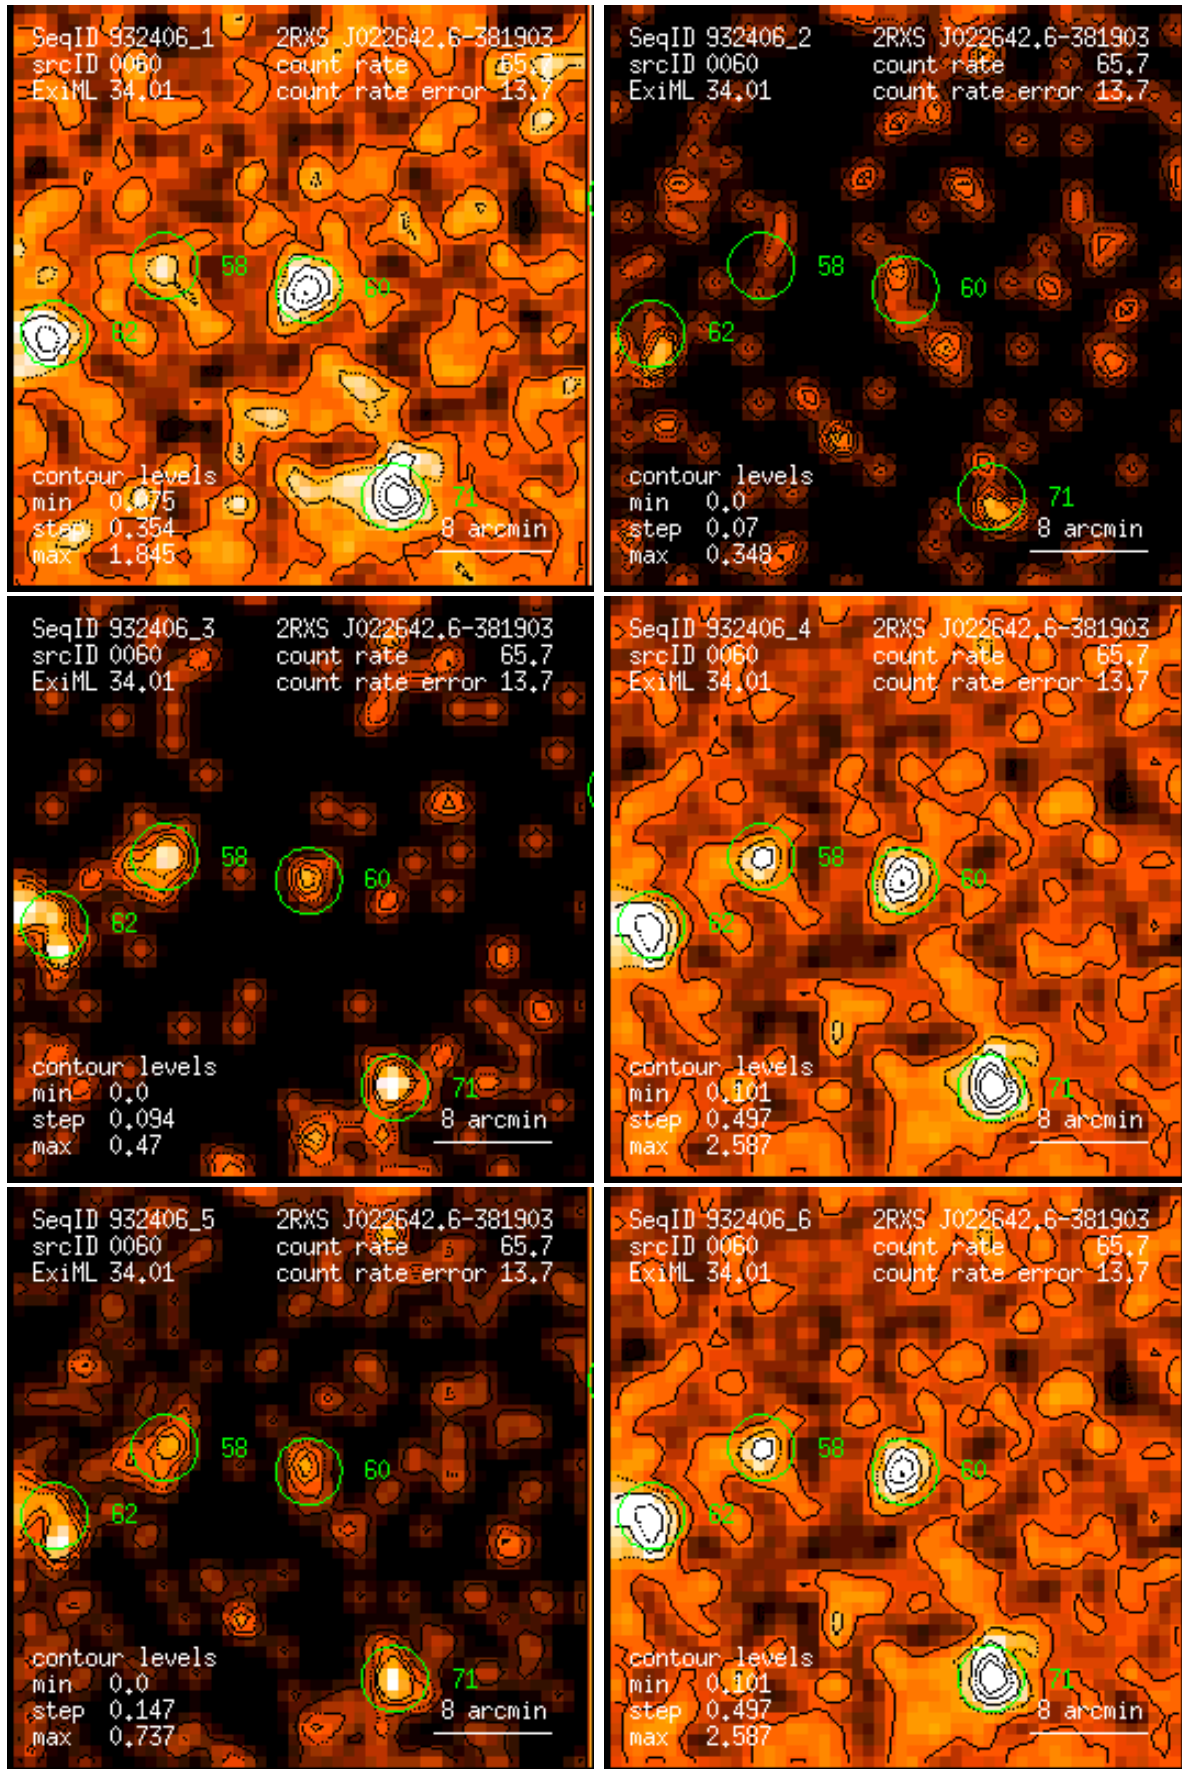 SeqID 932406_1 2RXS J022642.6-381903
srcID 0060 count rate 65.7
ExiML 34.01 count rate error 13.7
58
60
62
contour levels
min 0.075
71
step 0.354
8 arcmin
max 1.845
SeqID 932406_2 2RXS J022642.6-381903
srcID 0060 count rate 65.7
ExiML 34.01 count rate error 13.7
58
60
62
contour levels
min 0.0
71
step 0.07
8 arcmin
max 0.348
SeqID 932406_3 2RXS J022642.6-381903
srcID 0060 count rate 65.7
ExiML 34.01 count rate error 13.7
58
60
62
contour levels
min 0.0
71
step 0.094
8 arcmin
max 0.47
SeqID 932406_4 2RXS J022642.6-381903
srcID 0060 count rate 65.7
ExiML 34.01 count rate error 13.7
58
60
62
contour levels
min 0.101
71
step 0.497
8 arcmin
max 2.587
SeqID 932406_5 2RXS J022642.6-381903
srcID 0060 count rate 65.7
ExiML 34.01 count rate error 13.7
58
60
62
contour levels
min 0.0
71
step 0.147
8 arcmin
max 0.737
SeqID 932406_6 2RXS J022642.6-381903
srcID 0060 count rate 65.7
ExiML 34.01 count rate error 13.7
58
60
62
contour levels
min 0.101
71
step 0.497
8 arcmin
max 2.587